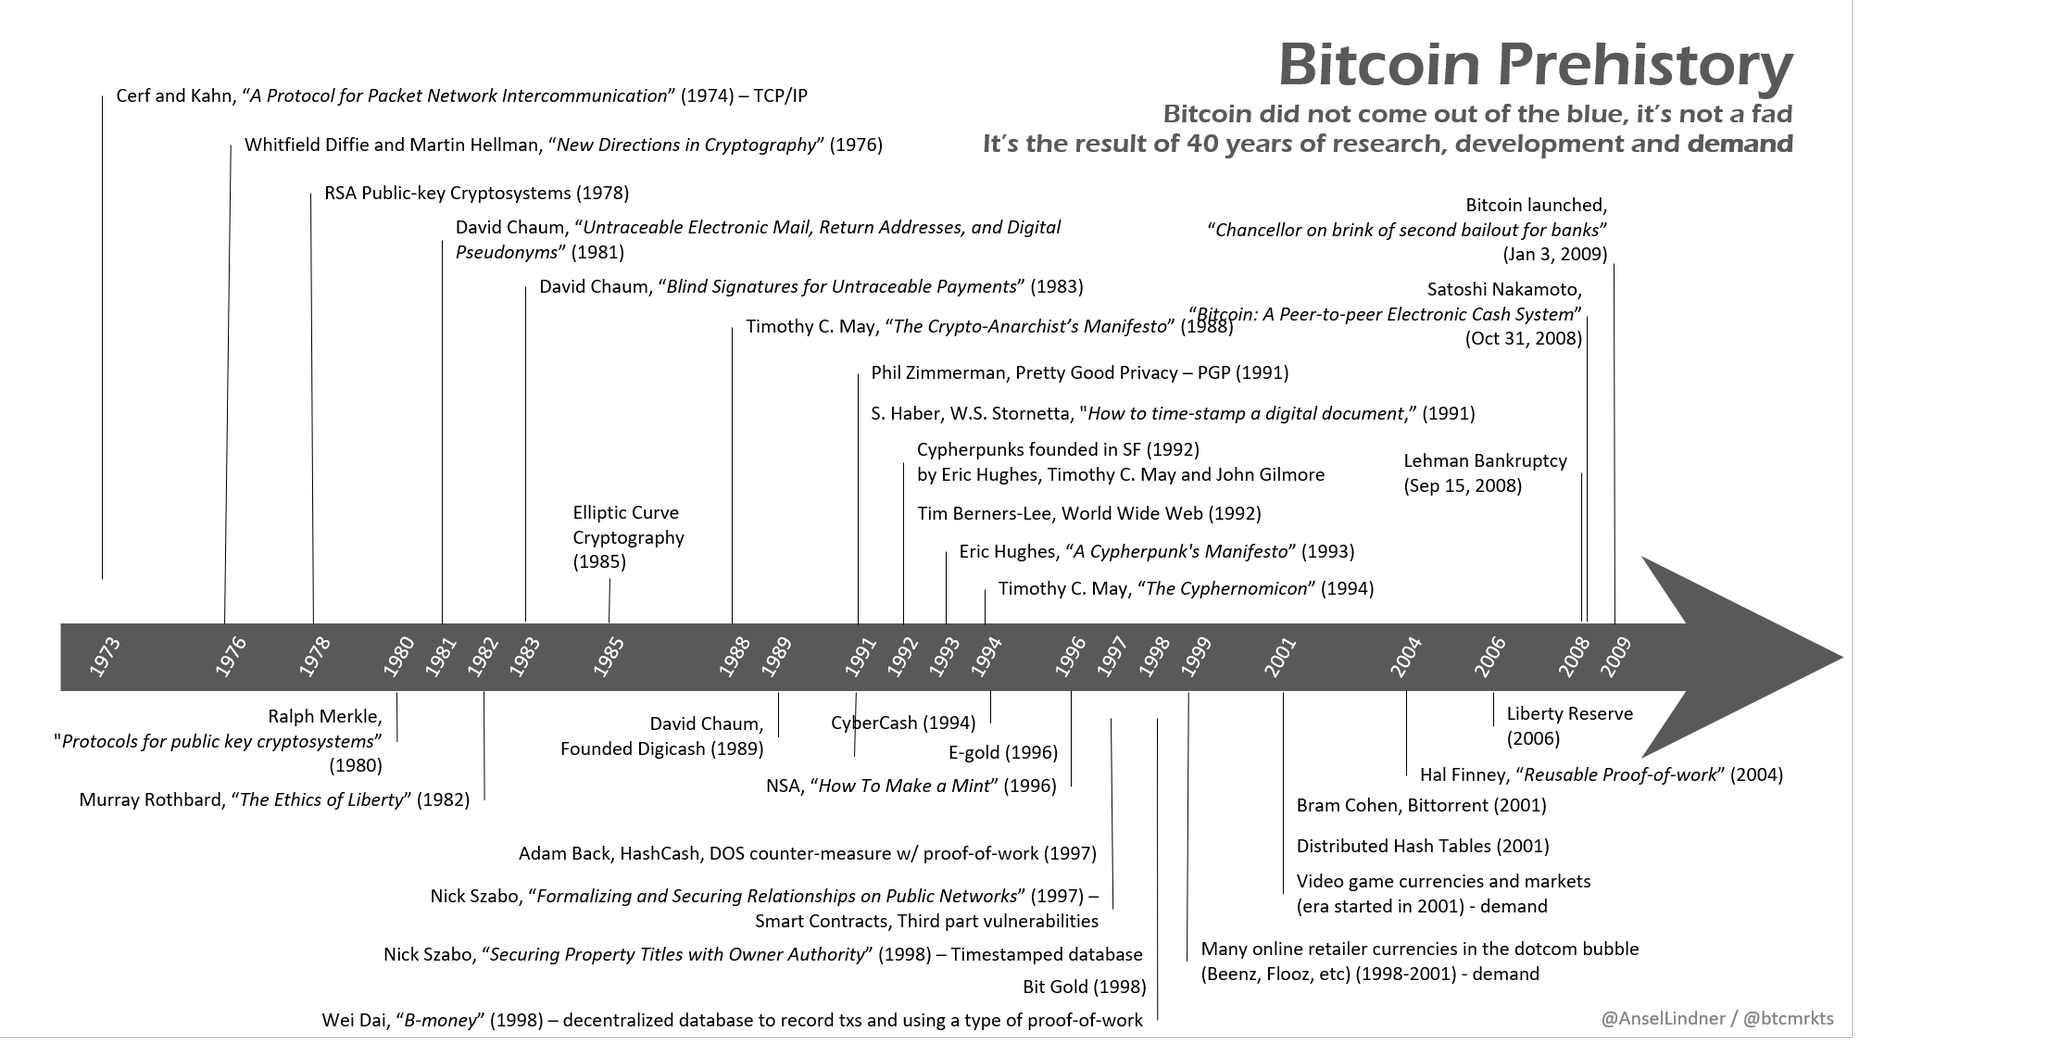 Bitcoin Prehistory
Bitcoin did not come out of the blue, it's not a fad
It's the result of 40 years of research, development and demand
Cerf and Kahn, “A Protocol for Packet Network Intercommunication” (1974) – TCP/IP
Whitfield Diffie and Martin Hellman, “New Directions in Cryptography” (1976)
RSA Public-key Cryptosystems (1978)
David Chaum, “Untraceable Electronic Mail, Return Addresses, and Digital
Pseudonyms” (1981)
David Chaum, “Blind Signatures for Untraceable Payments” (1983)
Timothy C. May, “The Crypto-Anarchist’s Manifesto” (1988)
Phil Zimmerman, Pretty Good Privacy – PGP (1991)
S. Haber, W.S. Stornetta, "How to time-stamp a digital document,” (1991)
Cypherpunks founded in SF (1992)
by Eric Hughes, Timothy C. May and John Gilmore
Tim Berners-Lee, World Wide Web (1992)
Eric Hughes, “A Cypherpunk's Manifesto” (1993)
Timothy C. May, “The Cyphernomicon” (1994)
Elliptic Curve
Cryptography
(1985)
Bitcoin launched,
“Chancellor on brink of second bailout for banks”
(Jan 3, 2009)
Satoshi Nakamoto,
“Bitcoin: A Peer-to-peer Electronic Cash System”
(Oct 31, 2008)
Lehman Bankruptcy
(Sep 15, 2008)
1973
1976
1978
1980
1981
1982
1983
1985
1988
1989
1991
1992
1993
1994
1996
1997
1998
1999
2001
2004
2006
2008
2009
Ralph Merkle,
"Protocols for public key cryptosystems”
(1980)
Murray Rothbard, “The Ethics of Liberty” (1982)
David Chaum,
Founded Digicash (1989)
CyberCash (1994)
E-gold (1996)
NSA, “How To Make a Mint” (1996)
Adam Back, HashCash, DOS counter-measure w/ proof-of-work (1997)
Nick Szabo, “Formalizing and Securing Relationships on Public Networks” (1997) –
Smart Contracts, Third part vulnerabilities
Nick Szabo, “Securing Property Titles with Owner Authority” (1998) – Timestamped database
Bit Gold (1998)
Wei Dai, “B-money” (1998) – decentralized database to record txs and using a type of proof-of-work
Liberty Reserve
(2006)
Hal Finney, “Reusable Proof-of-work” (2004)
Bram Cohen, Bittorrent (2001)
Distributed Hash Tables (2001)
Video game currencies and markets
(era started in 2001) - demand
Many online retailer currencies in the dotcom bubble
(Beenz, Flooz, etc) (1998-2001) - demand
@AnselLindner / @btcmrkts